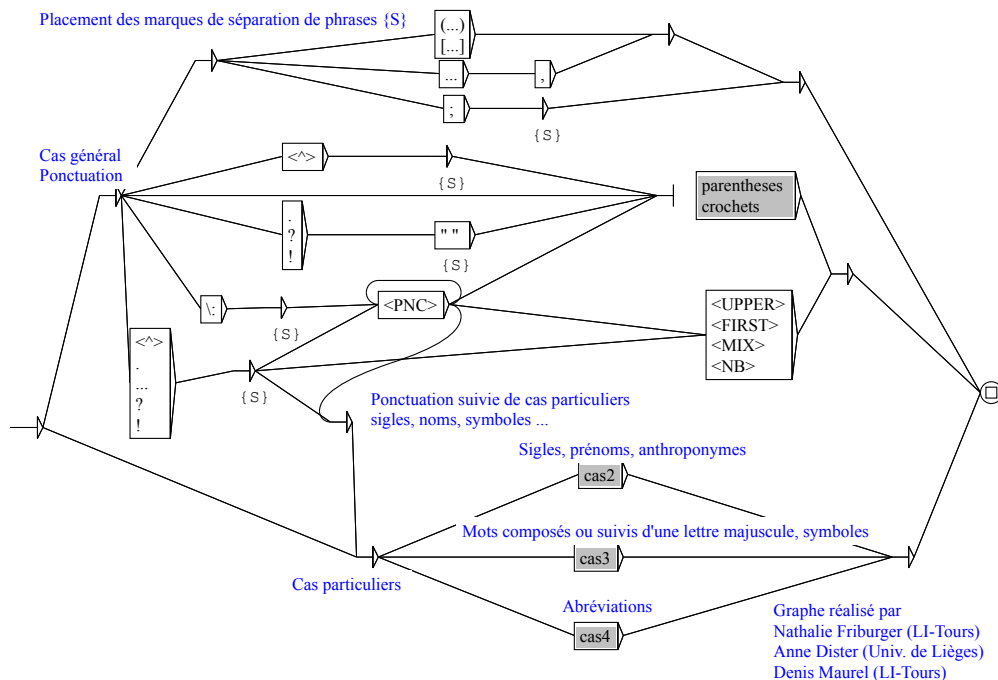 Placement des marques de séparation de phrases {S}
(...)
[...]
...
,
;
{S}
Cas général
Ponctuation
<^>
{S}
parentheses
crochets
.
?
!
" "
{S}
\:
{S}
<PNC>
<UPPER>
<FIRST>
<MIX>
<NB>
<^>
.
...
?
!
{S}
Ponctuation suivie de cas particuliers
sigles, noms, symboles ...
Sigles, prénoms, anthroponymes
cas2
Mots composés ou suivis d'une lettre majuscule, symboles
cas3
Cas particuliers
Abréviations
cas4
Graphe réalisé par
Nathalie Friburger (LI-Tours)
Anne Dister (Univ. de Lièges)
Denis Maurel (LI-Tours)